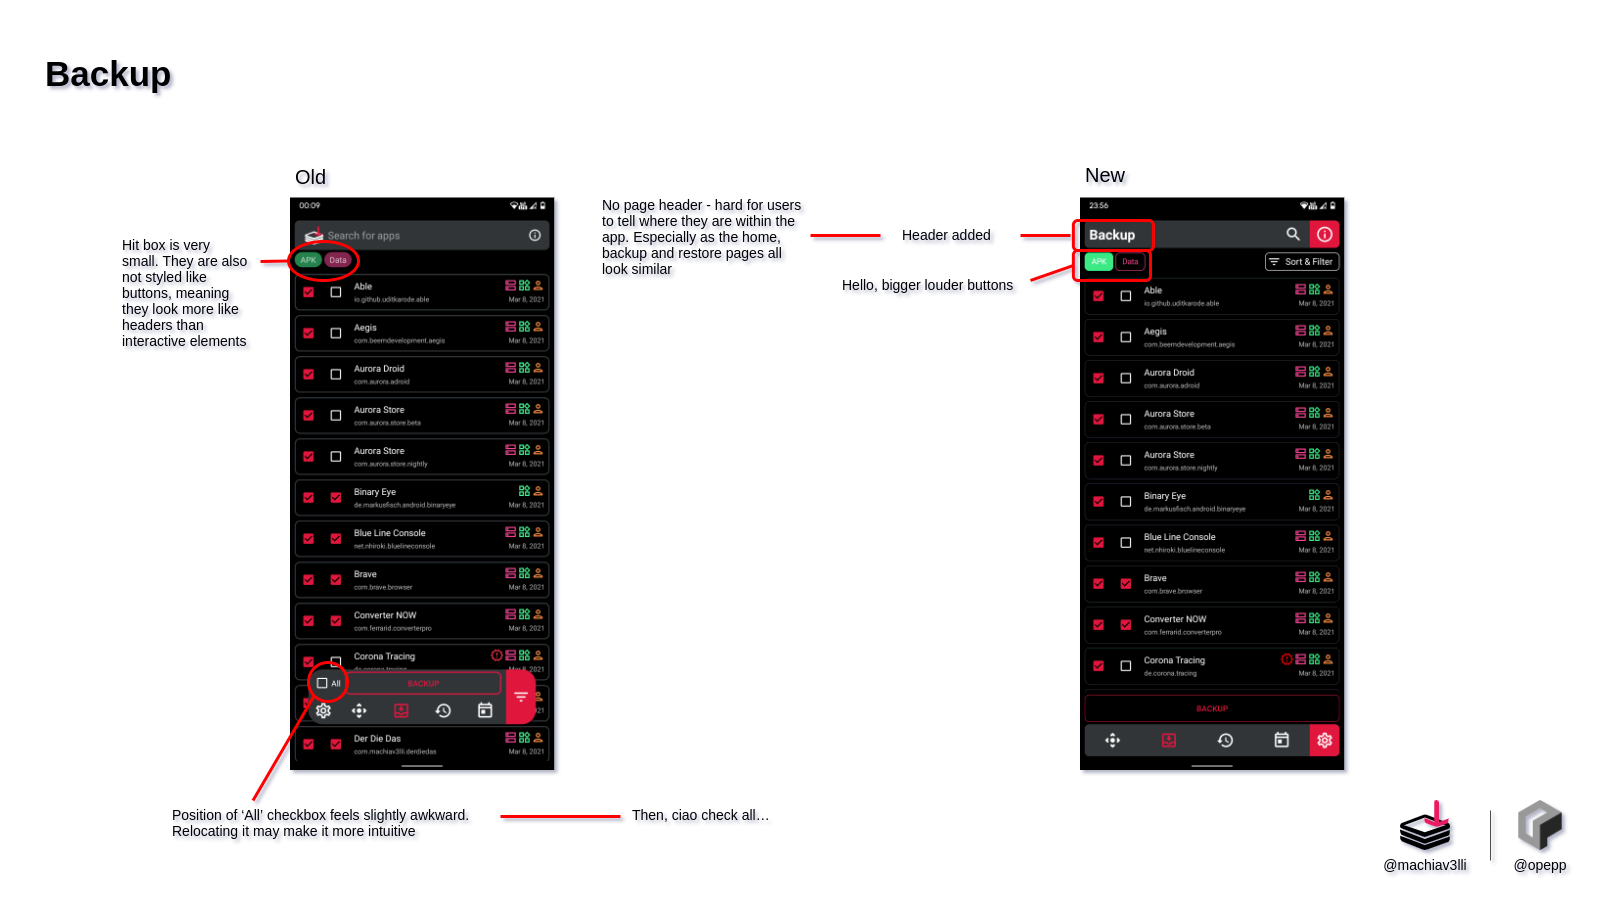 Backup
Old
New
Hit box is very
small. They are also
not styled like
buttons, meaning
they look more like
headers than
interactive elements
00:09
Search for apps
APK
Data
Able
io.github.uditkarode.able
Mar 8, 2021
Aegis
com.beemdevelopment.aegis
Mar 8, 2021
Aurora Droid
com.aurora.adroid
Mar 8, 2021
Aurora Store
com.aurora.store.beta
Mar 8, 2021
Aurora Store
com.aurora.store.nightly
Mar 8, 2021
Binary Eye
de.markusfisch.android.binaryeye
Mar 8, 2021
Blue Line Console
net.nhiroki.bluelineconsole
Mar 8, 2021
Brave
com.brave.browser
Mar 8, 2021
Converter NOW
com.ferrarid.converterpro
Mar 8, 2021
Corona Tracing
de.corona.tracing
Mar 8, 2021
All
BACKUP
Der Die Das
com.machiav3lli.derdiedas
Mar 8, 2021
No page header - hard for users
to tell where they are within the
app. Especially as the home,
backup and restore pages all
look similar
Header added
Hello, bigger louder buttons
23:56
Backup
APK
Data
Sort & Filter
Able
io.github.uditkarode.able
Mar 8, 2021
Aegis
com.beemdevelopment.aegis
Mar 8, 2021
Aurora Droid
com.aurora.adroid
Mar 8, 2021
Aurora Store
com.aurora.store.beta
Mar 8, 2021
Aurora Store
com.aurora.store.nightly
Mar 8, 2021
Binary Eye
de.markusfisch.android.binaryeye
Mar 8, 2021
Blue Line Console
net.nhiroki.bluelineconsole
Mar 8, 2021
Brave
com.brave.browser
Mar 8, 2021
Converter NOW
com.ferrarid.converterpro
Mar 8, 2021
Corona Tracing
de.corona.tracing
Mar 8, 2021
BACKUP
Position of ‘All’ checkbox feels slightly awkward.
Relocating it may make it more intuitive
Then, ciao check all…
@machiav3lli
@opepp